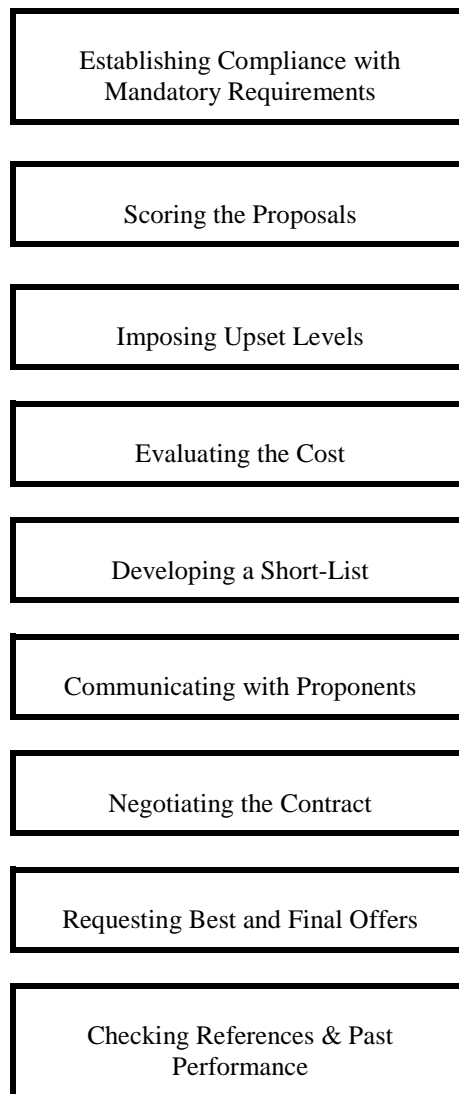 Establishing Compliance with
Mandatory Requirements
Scoring the Proposals
Imposing Upset Levels
Evaluating the Cost
Developing a Short-List
Communicating with Proponents
Negotiating the Contract
Requesting Best and Final Offers
Checking References & Past
Performance